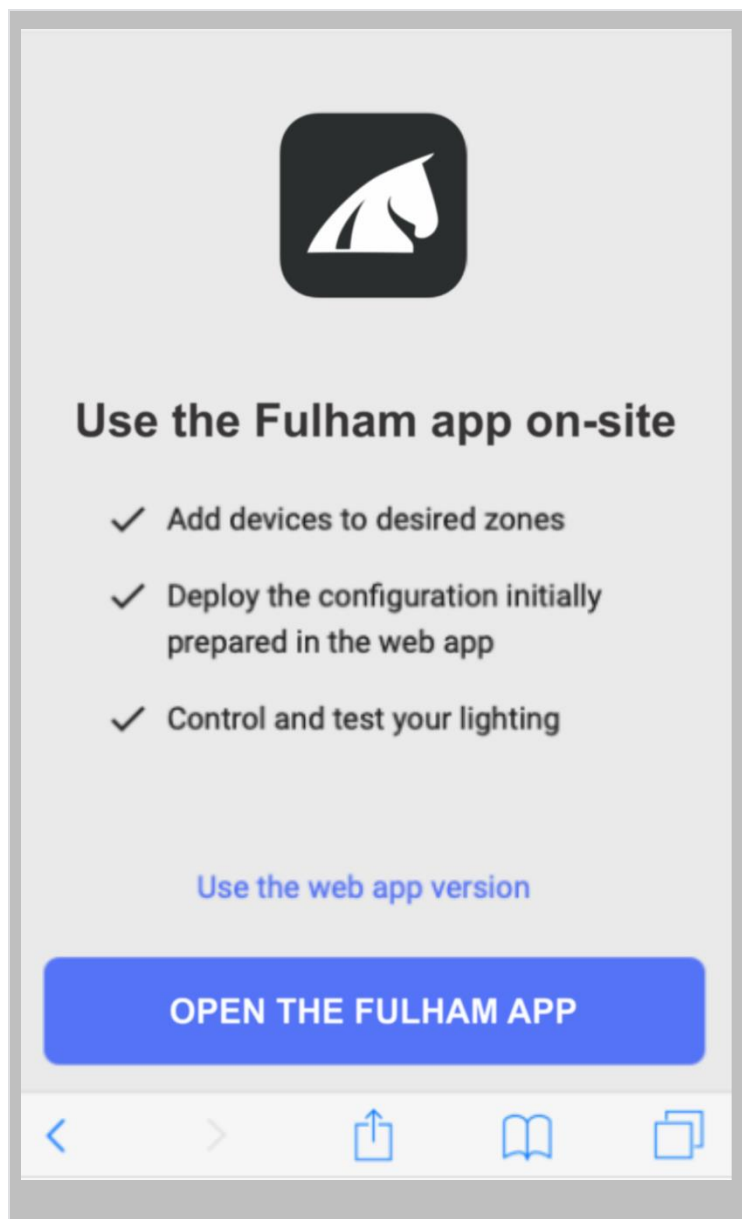 Use the Fulham app on-site
Add devices to desired zones
Deploy the configuration initially
prepared in the web app
Control and test your lighting
Use the web app version
OPEN THE FULHAM APP